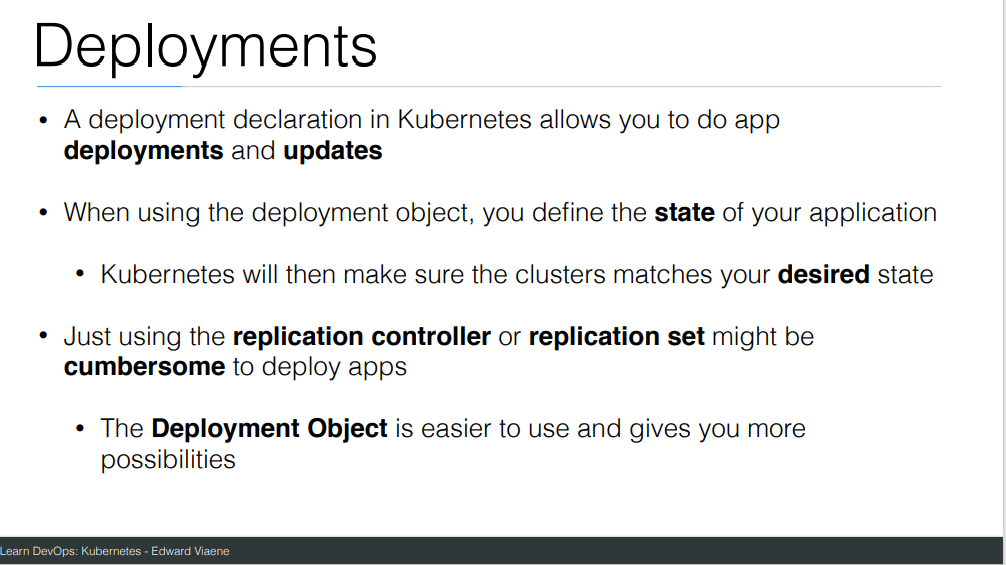 Deployments
• A deployment declaration in Kubernetes allows you to do app
deployments and updates
• When using the deployment object, you define the state of your application
• Kubernetes will then make sure the clusters matches your desired state
• Just using the replication controller or replication set might be
cumbersome to deploy apps
• The Deployment Object is easier to use and gives you more
possibilities
Learn DevOps: Kubernetes - Edward Viaene